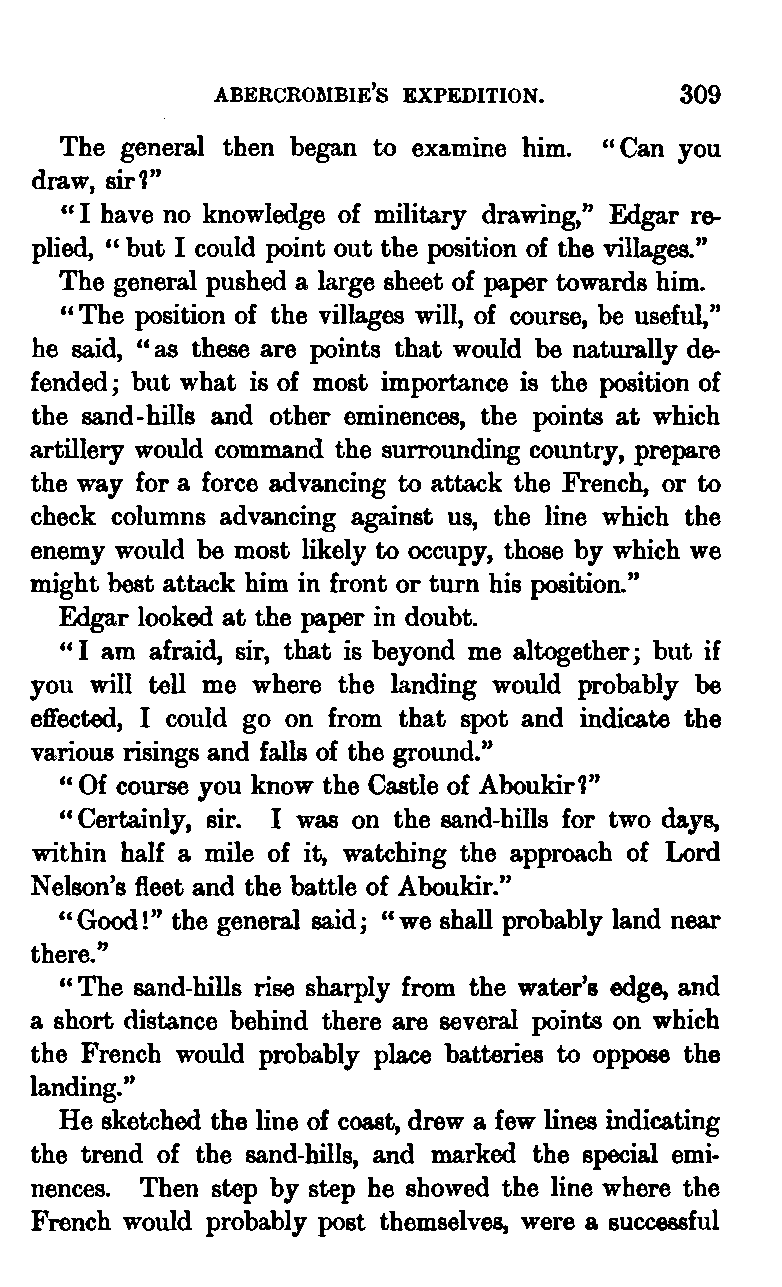 ABERCROMBIE'S EXPEDITION. 309
The general then began to examine him. "Can you
draw, sir?"
"I have no knowledge of military drawing," Edgar re-
plied, "but I could point out the position of the villages."
The general pushed a large sheet of paper towards him.
"The position of the villages will, of course, be useful,"
he said, "as these are points that would be naturally de-
fended; but what is of most importance is the position of
the sand-hills and other eminences, the points at which
artillery would command the surrounding country, prepare
the way for a force advancing to attack the French, or to
check columns advancing against us, the line which the
enemy would be most likely to occupy, those by which we
might best attack him in front or turn his position."
Edgar looked at the paper in doubt.
"I am afraid, sir, that is beyond me altogether; but if
you will tell me where the landing would probably be
effected, I could go on from that spot and indicate the
various risings and falls of the ground."
"Of course you know the Castle of Aboukir?"
"Certainly, sir. I was on the sand-hills for two days,
within half a mile of it, watching the approach of Lord
Nelson's fleet and the battle of Aboukir."
"Good!" the general said; "we shall probably land near
there."
"The sand-hills rise sharply from the water's edge, and
a short distance behind there are several points on which
the French would probably place batteries to oppose the
landing."
He sketched the line of coast, drew a few lines indicating
the trend of the sand-hills, and marked the special emi-
nences. Then step by step he showed the line where the
French would probably post themselves, were a successful